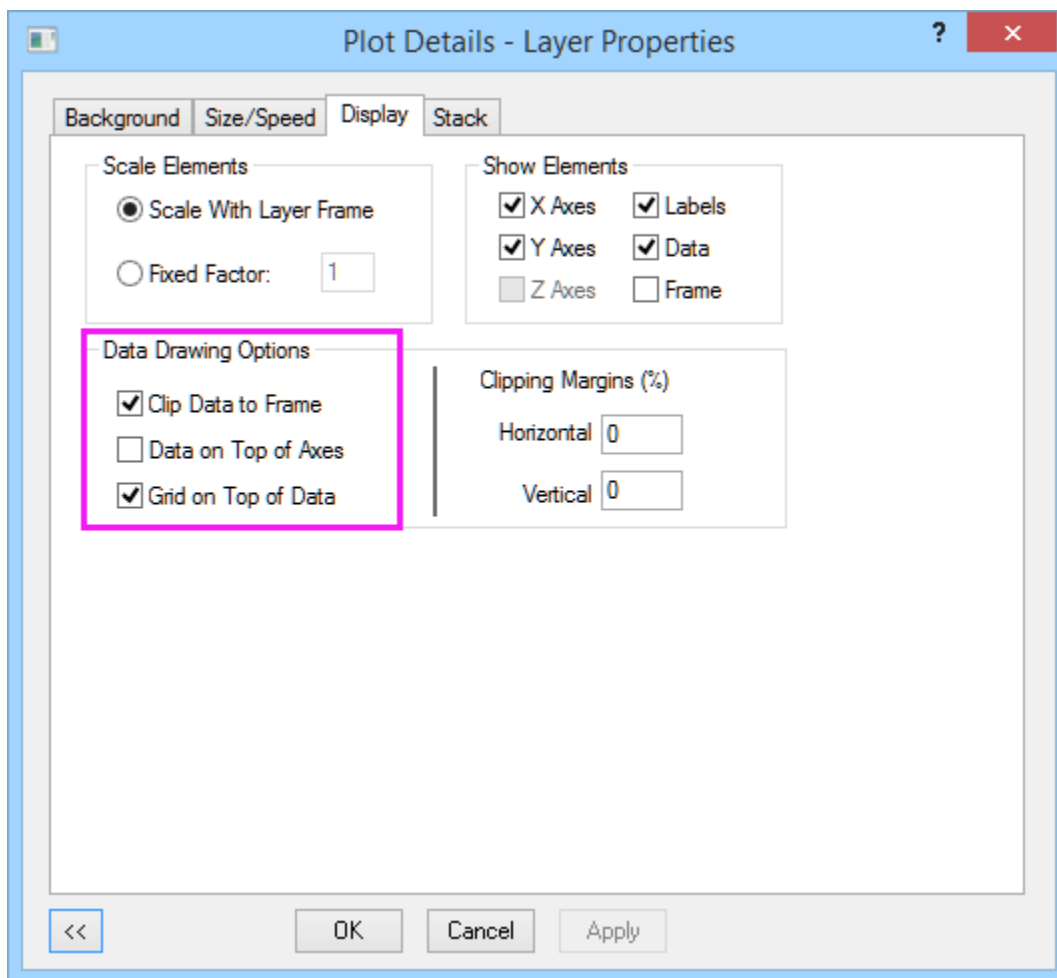 Plot Details - Layer Properties
?
Background Size/Speed Display Stack
Scale Elements
Scale With Layer Frame
Fixed Factor: 1
Show Elements
X Axes Labels
Y Axes Data
Z Axes Frame
Data Drawing Options
Clip Data to Frame
Data on Top of Axes
Grid on Top of Data
Clipping Margins (%)
Horizontal 0
Vertical 0
<< OK Cancel Apply